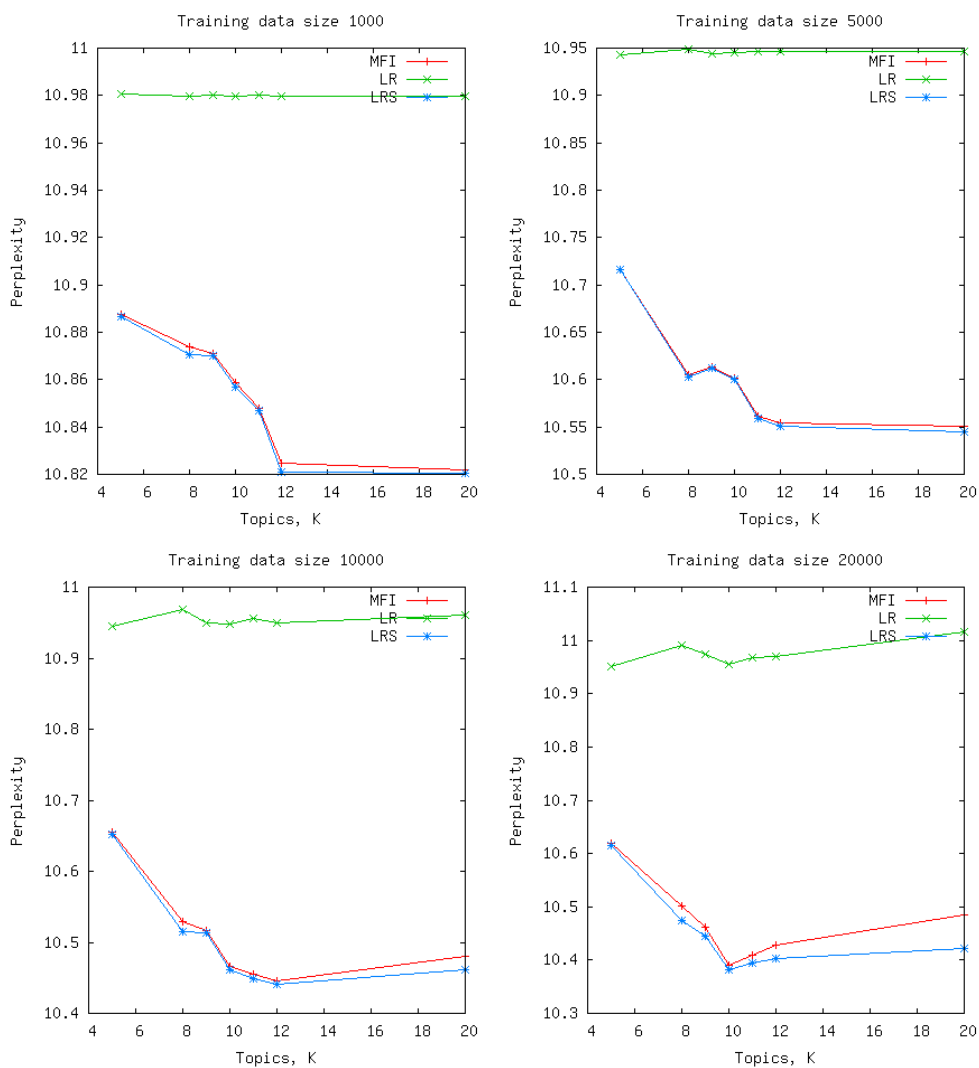 Training data size 1000
11
10.98
10.96
10.94
10.92
10.9
10.88
10.86
10.84
10.82
Perplexity
MFI
LR
LRS
4 6 8 10 12 14 16 18 20
Topics, K
Training data size 5000
10.95
10.9
10.85
10.8
10.75
10.7
10.65
10.6
10.55
10.5
Perplexity
MFI
LR
LRS
4 6 8 10 12 14 16 18 20
Topics, K
Training data size 10000
11
10.9
10.8
10.7
10.6
10.5
10.4
Perplexity
MFI
LR
LRS
4 6 8 10 12 14 16 18 20
Topics, K
Training data size 20000
11.1
11
10.9
10.8
10.7
10.6
10.5
10.4
10.3
Perplexity
MFI
LR
LRS
4 6 8 10 12 14 16 18 20
Topics, K